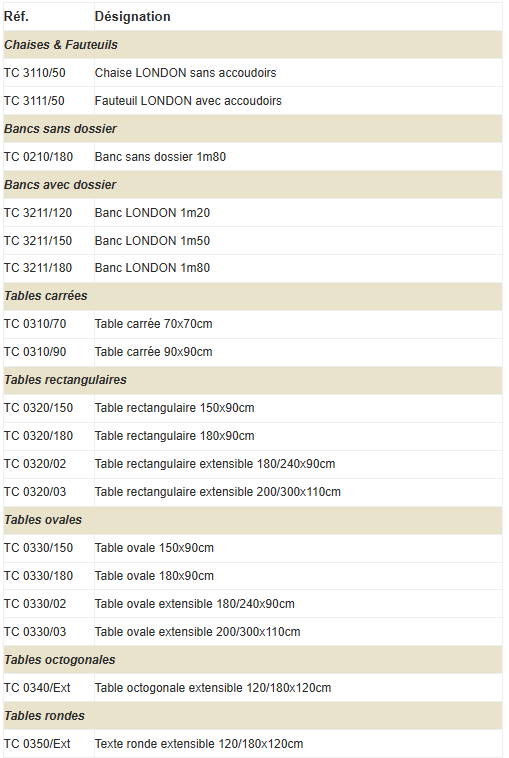 Réf. Désignation
Chaises & Fauteuils
TC 3110/50 Chaise LONDON sans accoudoirs
TC 3111/50 Fauteuil LONDON avec accoudoirs
Bancs sans dossier
TC 0210/180 Banc sans dossier 1m80
Bancs avec dossier
TC 3211/120 Banc LONDON 1m20
TC 3211/150 Banc LONDON 1m50
TC 3211/180 Banc LONDON 1m80
Tables carrées
TC 0310/70 Table carrée 70x70cm
TC 0310/90 Table carrée 90x90cm
Tables rectangulaires
TC 0320/150 Table rectangulaire 150x90cm
TC 0320/180 Table rectangulaire 180x90cm
TC 0320/02 Table rectangulaire extensible 180/240x90cm
TC 0320/03 Table rectangulaire extensible 200/300x110cm
Tables ovales
TC 0330/150 Table ovale 150x90cm
TC 0330/180 Table ovale 180x90cm
TC 0330/02 Table ovale extensible 180/240x90cm
TC 0330/03 Table ovale extensible 200/300x110cm
Tables octogonales
TC 0340/Ext Table octogonale extensible 120/180x120cm
Tables rondes
TC 0350/Ext Texte ronde extensible 120/180x120cm